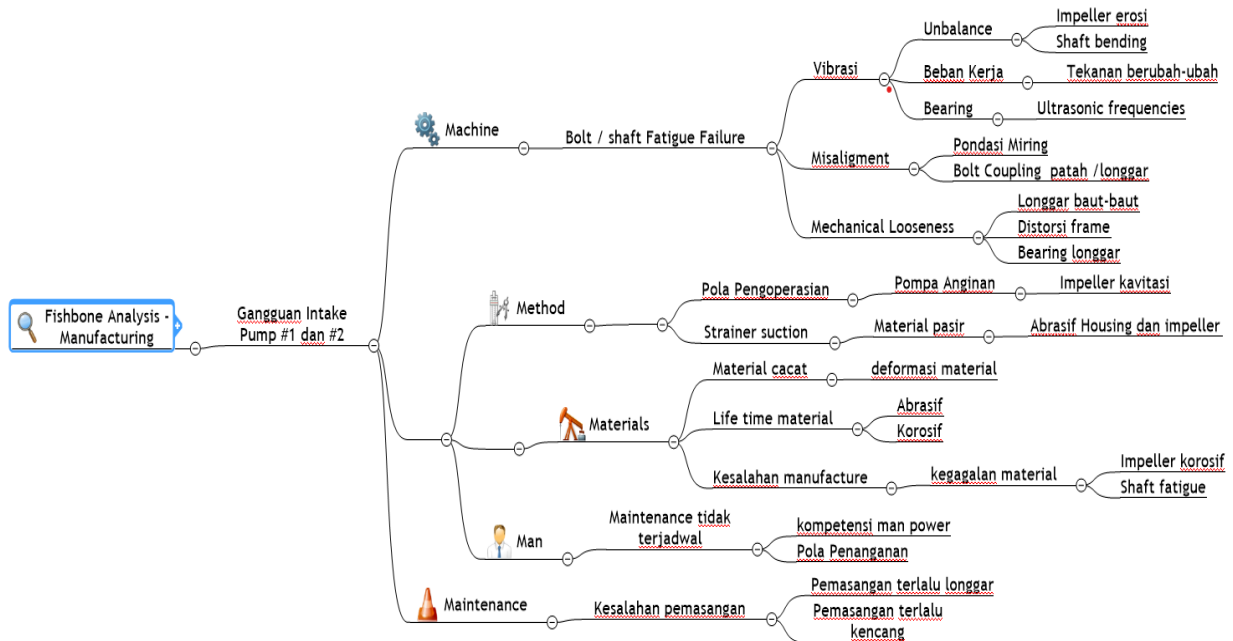 Fishbone Analysis -
Manufacturing
Gangguan Intake
Pump #1 dan #2
Machine
Bolt / shaft Fatigue Failure
Vibrasi
Unbalance
Impeller erosi
Shaft bending
Beban Kerja
Tekanan berubah-ubah
Bearing
Ultrasonic frequencies
Misaligment
Pondasi Miring
Bolt Coupling patah /longgar
Mechanical Looseness
Longgar baut-baut
Distorsi frame
Bearing longgar
Method
Pola Pengoperasian
Pompa Anginan
Impeller kavitasi
Strainer suction
Material pasir
Abrasif Housing dan impeller
Materials
Material cacat
deformasi material
Life time material
Abrasif
Korosif
Kesalahan manufacture
kegagalan material
Impeller korosif
Shaft fatigue
Man
Maintenance tidak
terjadwal
kompetensi man power
Pola Penanganan
Maintenance
Kesalahan pemasangan
Pemasangan terlalu longgar
Pemasangan terlalu
kencang